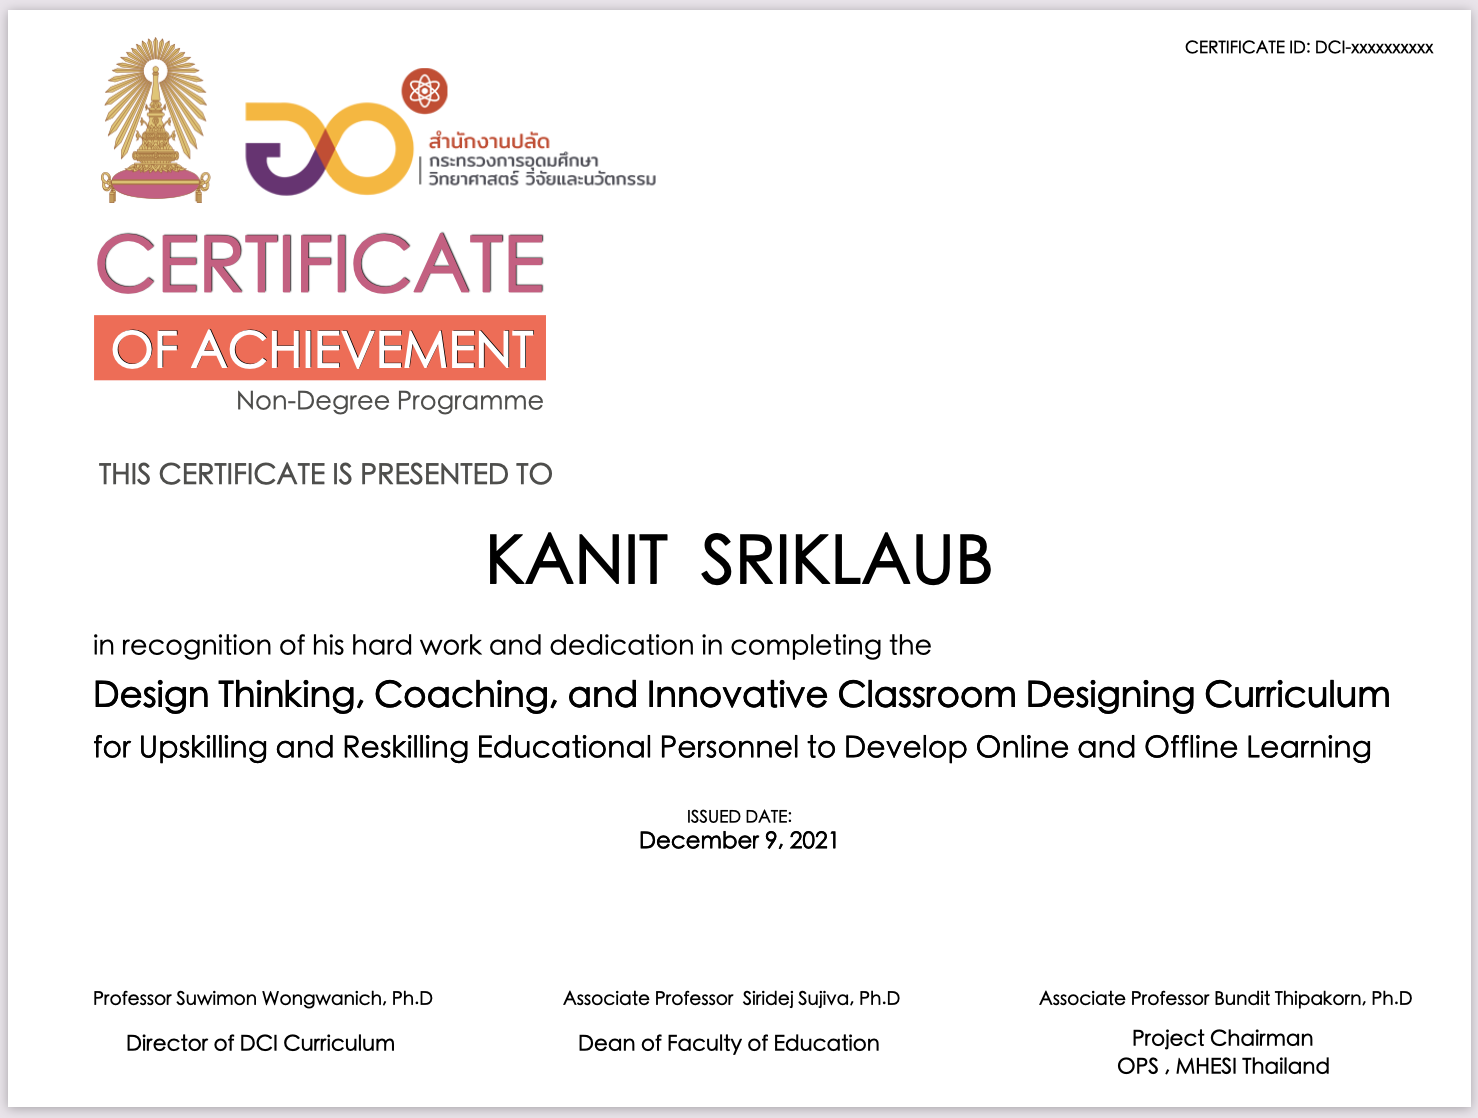 CERTIFICATE ID: DCI-xxxxxxxxxx
สำนักงานปลัด
กระทรวงการอุดมศึกษา
วิทยาศาสตร์ วิจัยและนวัตกรรม
CERTIFICATE
OF ACHIEVEMENT
Non-Degree Programme
THIS CERTIFICATE IS PRESENTED TO
KANIT SRIKLAUB
in recognition of his hard work and dedication in completing the
Design Thinking, Coaching, and Innovative Classroom Designing Curriculum
for Upskilling and Reskilling Educational Personnel to Develop Online and Offline Learning
ISSUED DATE:
December 9, 2021
Professor Suwimon Wongwanich, Ph.D
Director of DCI Curriculum
Associate Professor Siridej Sujiva, Ph.D
Dean of Faculty of Education
Associate Professor Bundit Thipakorn, Ph.D
Project Chairman
OPS , MHESI Thailand